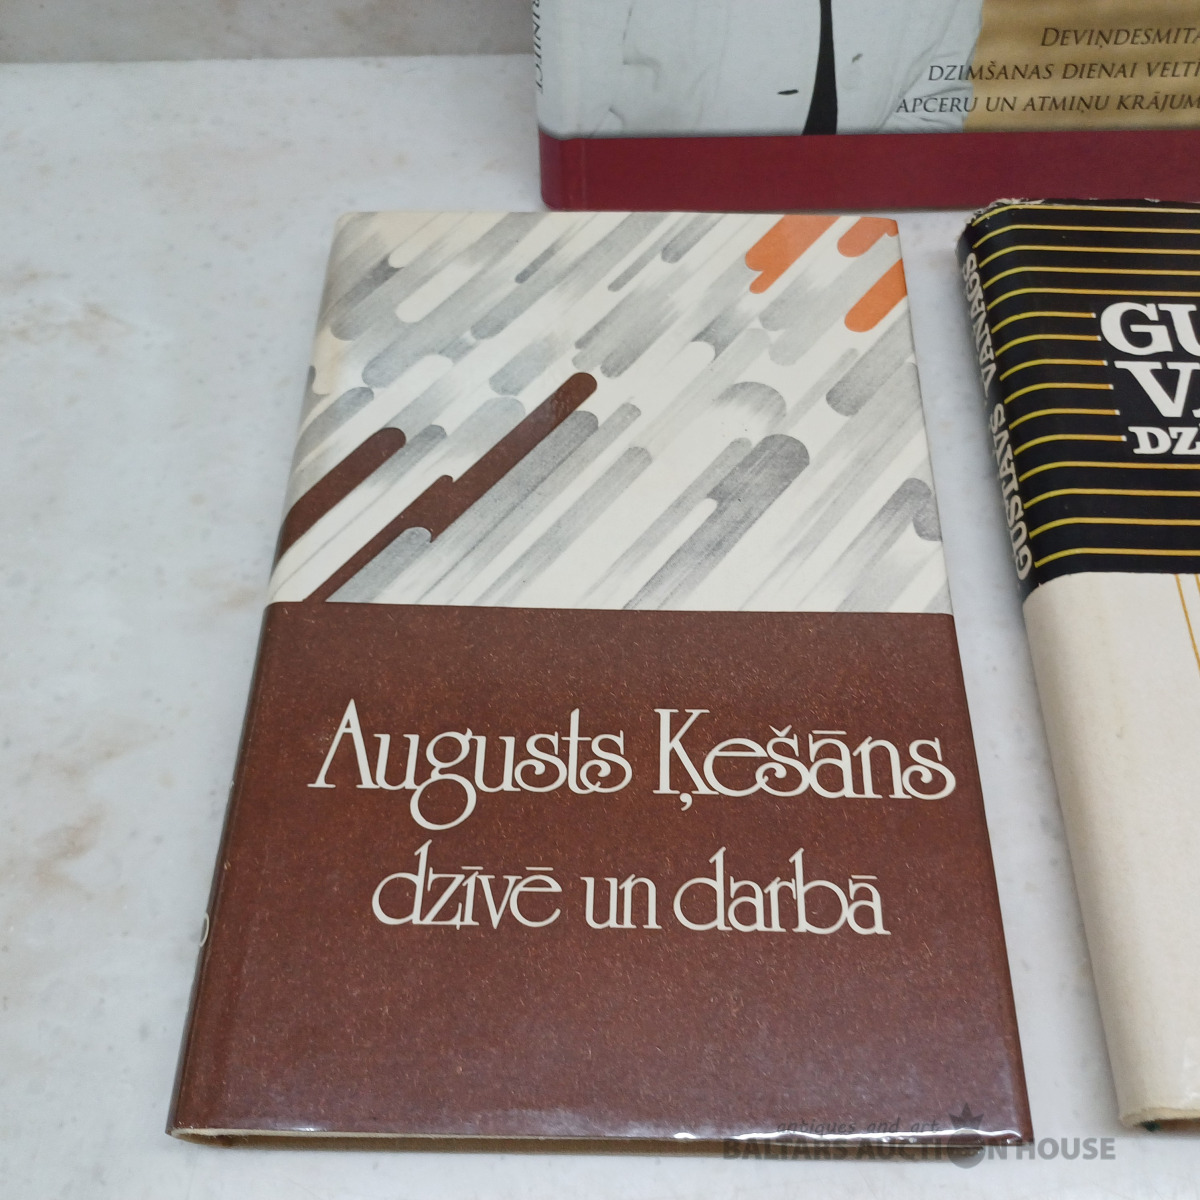 DEVIŅDESMITA
DZIMŠANAS DIENAI VELTĪ
APCERU UN ATMIŅU KRĀJUM
GUSTAVS VANAGS
GU
V
DZ
Augusts Ķešāns
dzīvē un darbā
antiques and art
BALTARS AUCTION HOUSE